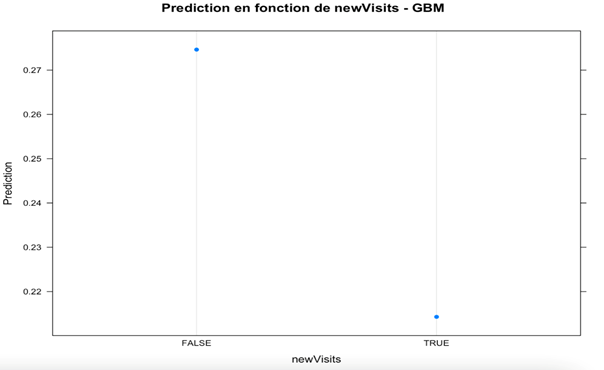 Prediction en fonction de newVisits - GBM
0.27
0.26
0.25
0.24
0.23
0.22
Prediction
FALSE TRUE
newVisits